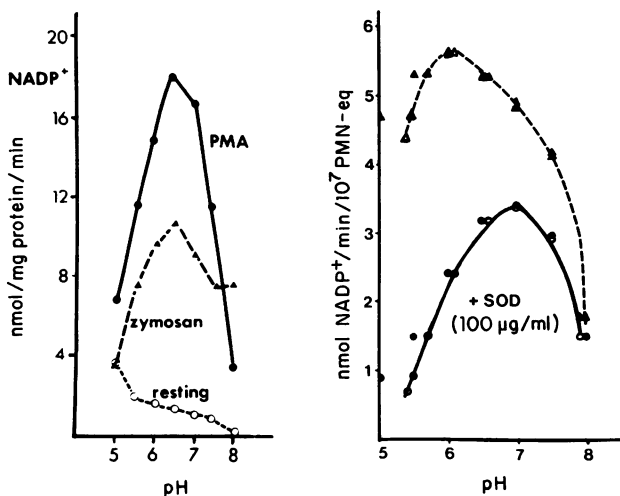 nmol/mg protein/min
NADP⁺
20
16
12
8
4
PMA
zymosan
resting
5 6 7 8
pH
nmol NADP⁺/min/10⁷ PMN-eq
6
5
4
3
2
1
+ SOD
(100 µg/ml)
5 6 7 8
pH